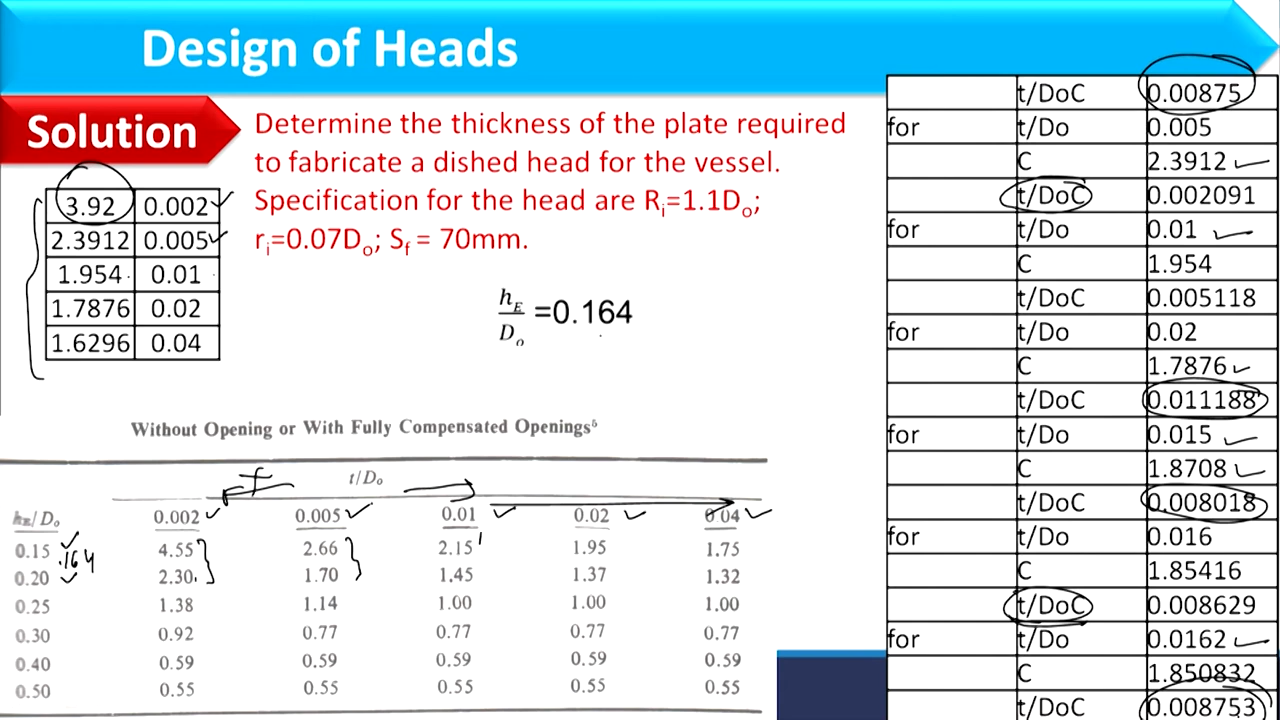 Design of Heads
Solution
Determine the thickness of the plate required
to fabricate a dished head for the vessel.
Specification for the head are Ri=1.1Do;
ri=0.07Do; Sf = 70mm.
3.92 0.002
2.3912 0.005
1.954 0.01
1.7876 0.02
1.6296 0.04
hE/Do =0.164
Without Opening or With Fully Compensated Openings⁵
t/Do
hE/Do 0.002 0.005 0.01 0.02 0.04
0.15 4.55 2.66 2.15 1.95 1.75
.164
0.20 2.30 1.70 1.45 1.37 1.32
0.25 1.38 1.14 1.00 1.00 1.00
0.30 0.92 0.77 0.77 0.77 0.77
0.40 0.59 0.59 0.59 0.59 0.59
0.50 0.55 0.55 0.55 0.55 0.55
t/DoC 0.00875
for t/Do 0.005
C 2.3912
t/DoC 0.002091
for t/Do 0.01
C 1.954
t/DoC 0.005118
for t/Do 0.02
C 1.7876
t/DoC 0.011188
for t/Do 0.015
C 1.8708
t/DoC 0.008018
for t/Do 0.016
C 1.85416
t/DoC 0.008629
for t/Do 0.0162
C 1.850832
t/DoC 0.008753